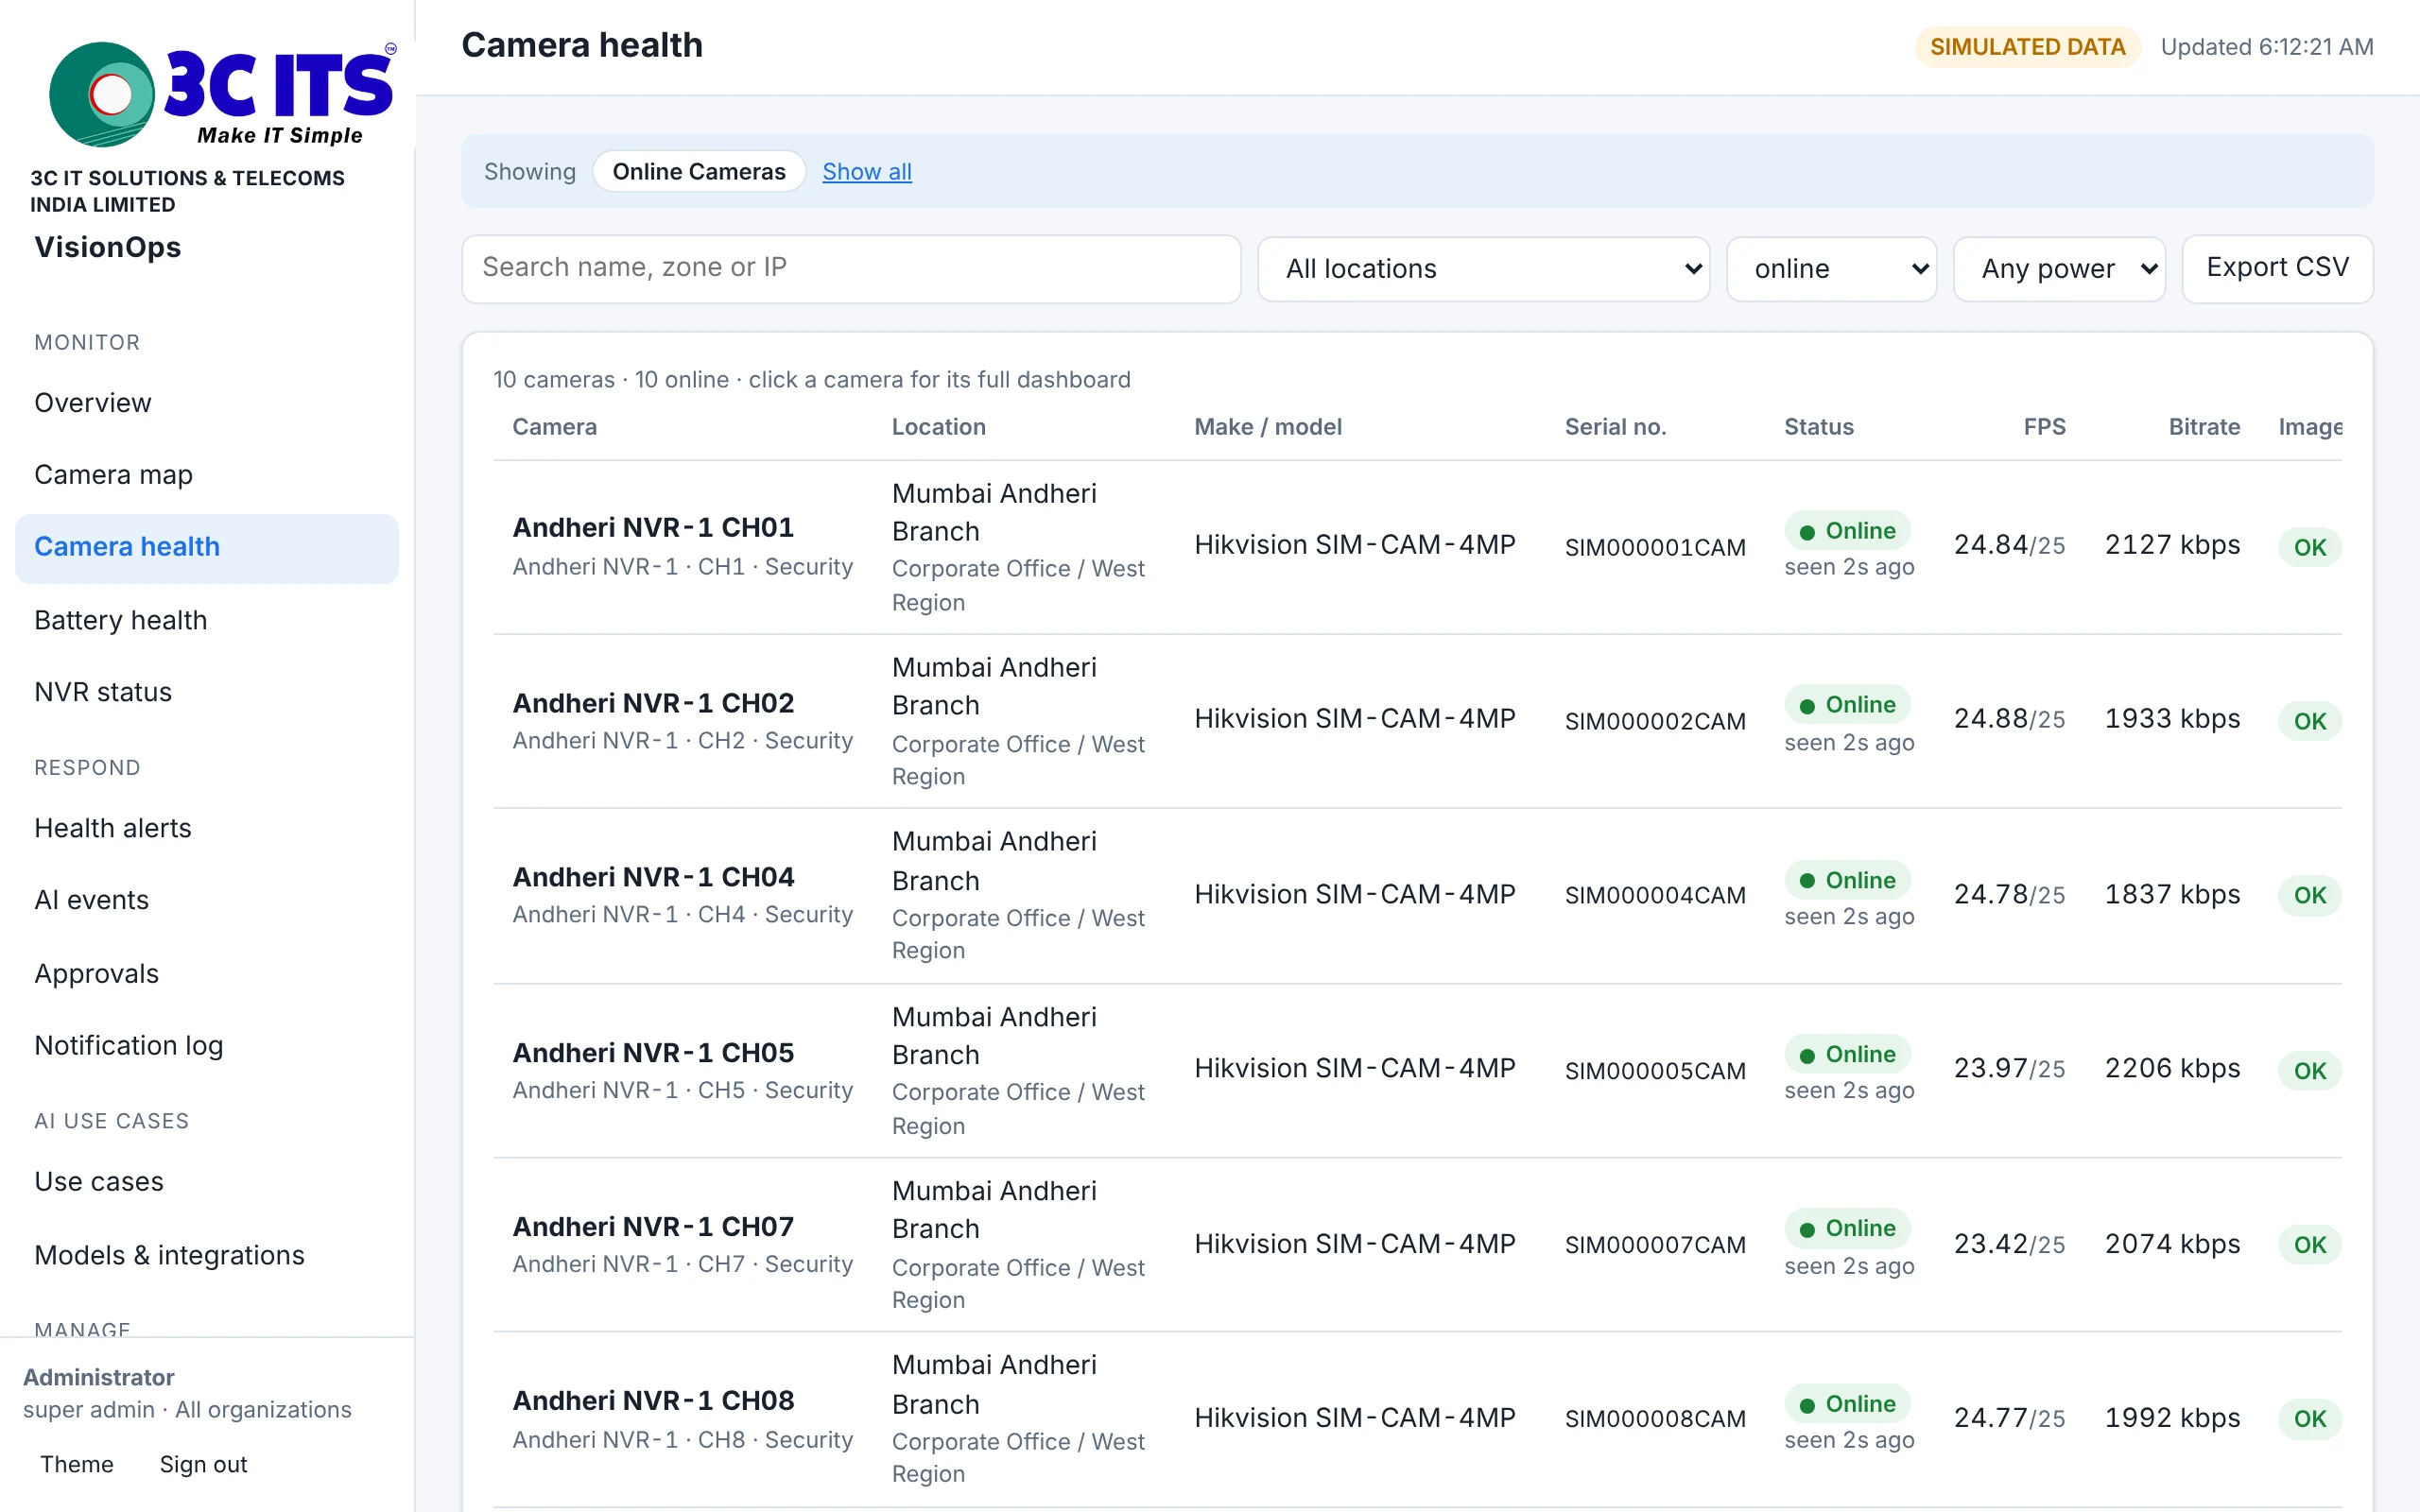 3C ITS
TM
Make IT Simple
3C IT SOLUTIONS & TELECOMS
INDIA LIMITED
VisionOps
MONITOR
Overview
Camera map
Camera health
Battery health
NVR status
RESPOND
Health alerts
AI events
Approvals
Notification log
AI USE CASES
Use cases
Models & integrations
MANAGE
Administrator
super admin · All organizations
Theme Sign out
Camera health
SIMULATED DATA Updated 6:12:21 AM
Showing Online Cameras Show all
Search name, zone or IP All locations online Any power Export CSV
10 cameras · 10 online · click a camera for its full dashboard
Camera Location Make / model Serial no. Status FPS Bitrate Image
Andheri NVR-1 CH01
Andheri NVR-1 · CH1 · Security
Mumbai Andheri
Branch
Corporate Office / West
Region
Hikvision SIM-CAM-4MP
SIM000001CAM
Online
seen 2s ago
24.84/25
2127 kbps
OK
Andheri NVR-1 CH02
Andheri NVR-1 · CH2 · Security
Mumbai Andheri
Branch
Corporate Office / West
Region
Hikvision SIM-CAM-4MP
SIM000002CAM
Online
seen 2s ago
24.88/25
1933 kbps
OK
Andheri NVR-1 CH04
Andheri NVR-1 · CH4 · Security
Mumbai Andheri
Branch
Corporate Office / West
Region
Hikvision SIM-CAM-4MP
SIM000004CAM
Online
seen 2s ago
24.78/25
1837 kbps
OK
Andheri NVR-1 CH05
Andheri NVR-1 · CH5 · Security
Mumbai Andheri
Branch
Corporate Office / West
Region
Hikvision SIM-CAM-4MP
SIM000005CAM
Online
seen 2s ago
23.97/25
2206 kbps
OK
Andheri NVR-1 CH07
Andheri NVR-1 · CH7 · Security
Mumbai Andheri
Branch
Corporate Office / West
Region
Hikvision SIM-CAM-4MP
SIM000007CAM
Online
seen 2s ago
23.42/25
2074 kbps
OK
Andheri NVR-1 CH08
Andheri NVR-1 · CH8 · Security
Mumbai Andheri
Branch
Corporate Office / West
Region
Hikvision SIM-CAM-4MP
SIM000008CAM
Online
seen 2s ago
24.77/25
1992 kbps
OK